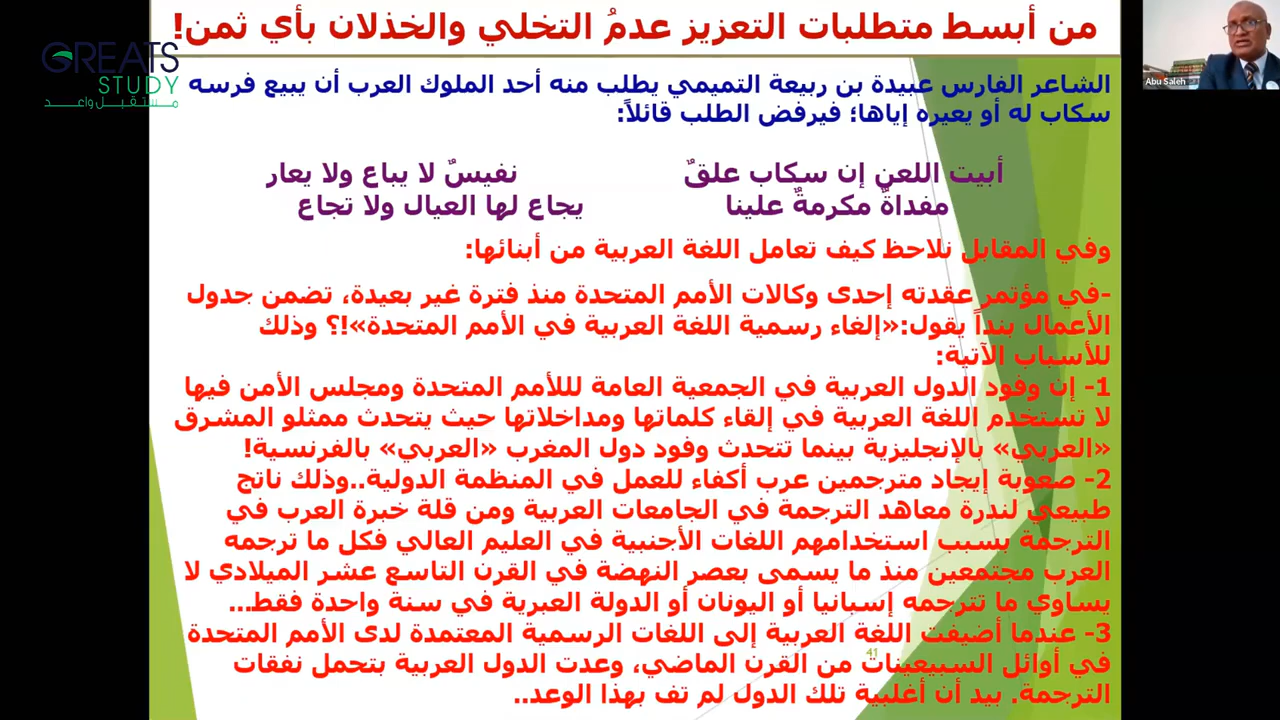 من أبسط متطلبات التعزيز عدمُ التخلي والخذلان بأي ثمن!
GREATS
STUDY
مستقبل واعد
Abu Saleh
الشاعر الفارس عبيدة بن ربيعة التميمي يطلب منه أحد الملوك العرب أن يبيع فرسه
سكاب له أو يعيره إياها؛ فيرفض الطلب قائلاً:
أبيت اللعن إن سكاب علقٌ نفيسٌ لا يباع ولا يعار
مفداةٌ مكرمةٌ علينا يجاع لها العيال ولا تجاع
وفي المقابل نلاحظ كيف تعامل اللغة العربية من أبنائها:
-في مؤتمر عقدته إحدى وكالات الأمم المتحدة منذ فترة غير بعيدة، تضمن جدول
الأعمال بنداً يقول:«إلغاء رسمية اللغة العربية في الأمم المتحدة»!؟ وذلك
للأسباب الآتية:
1- إن وفود الدول العربية في الجمعية العامة لللأمم المتحدة ومجلس الأمن فيها
لا تستخدم اللغة العربية في إلقاء كلماتها ومداخلاتها حيث يتحدث ممثلو المشرق
«العربي» بالإنجليزية بينما تتحدث وفود دول المغرب «العربي» بالفرنسية!
2- صعوبة إيجاد مترجمين عرب أكفاء للعمل في المنظمة الدولية..وذلك ناتج
طبيعي لندرة معاهد الترجمة في الجامعات العربية ومن قلة خبرة العرب في
الترجمة بسبب استخدامهم اللغات الأجنبية في العليم العالي فكل ما ترجمه
العرب مجتمعين منذ ما يسمى بعصر النهضة في القرن التاسع عشر الميلادي لا
يساوي ما تترجمه إسبانيا أو اليونان أو الدولة العبرية في سنة واحدة فقط...
3- عندما أضيفت اللغة العربية إلى اللغات الرسمية المعتمدة لدى الأمم المتحدة
في أوائل السبيعينات من القرن الماضي، وعدت الدول العربية بتحمل نفقات
الترجمة. بيد أن أغلبية تلك الدول لم تف بهذا الوعد..
41